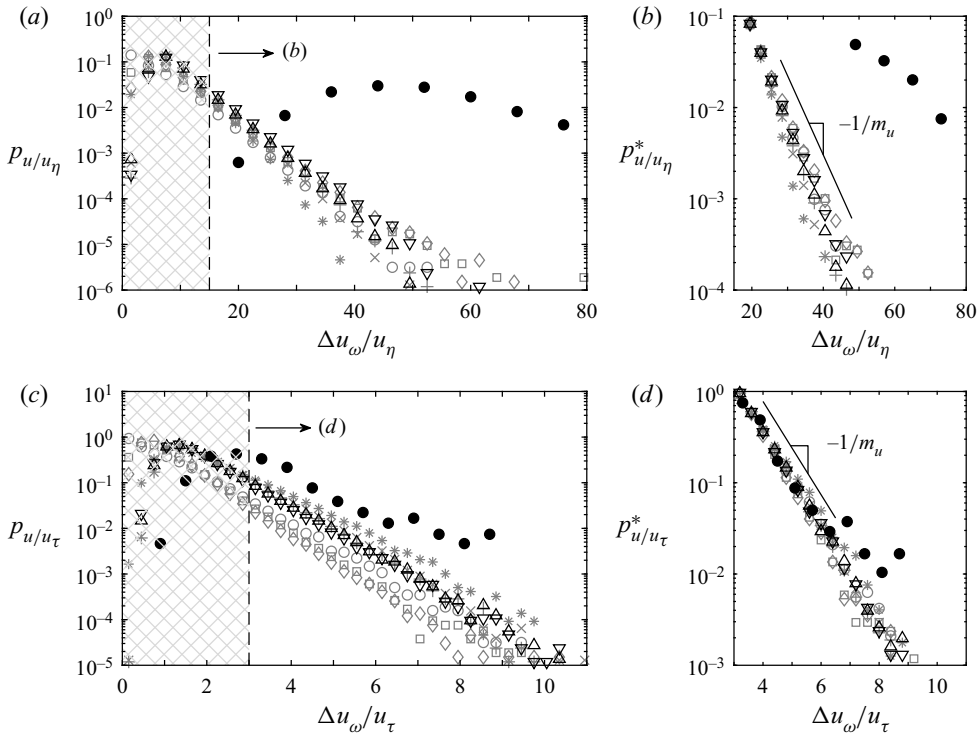 (a)
10^0
10^{-1}
10^{-2}
10^{-3}
10^{-4}
10^{-5}
10^{-6}
p_{u/u_η}
(b)
0 20 40 60 80
Δu_ω/u_η
(b)
10^{-1}
10^{-2}
10^{-3}
10^{-4}
p^*_{u/u_η}
−1/m_u
20 40 60 80
Δu_ω/u_η
(c)
10^1
10^0
10^{-1}
10^{-2}
10^{-3}
10^{-4}
10^{-5}
p_{u/u_τ}
(d)
0 2 4 6 8 10
Δu_ω/u_τ
(d)
10^0
10^{-1}
10^{-2}
10^{-3}
p^*_{u/u_τ}
−1/m_u
4 6 8 10
Δu_ω/u_τ